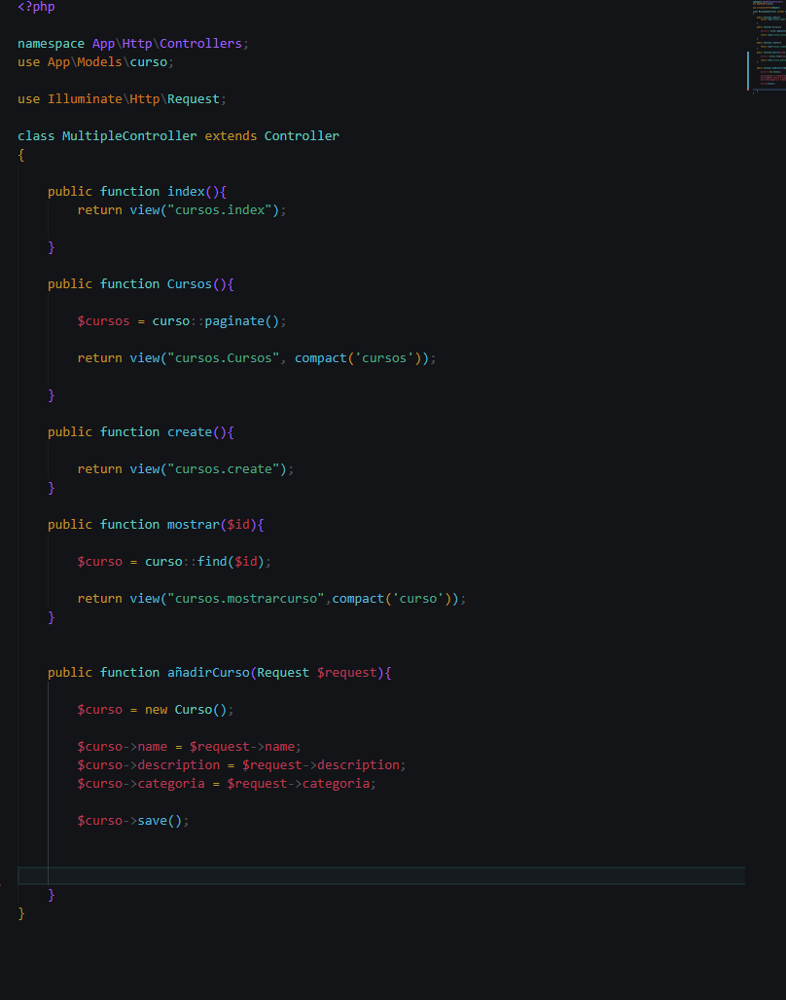 <?php
namespace App\Http\Controllers;
use App\Models\curso;
use Illuminate\Http\Request;
class MultipleController extends Controller
{
    public function index(){
        return view("cursos.index");
    }
    public function Cursos(){
        $cursos = curso::paginate();
        return view("cursos.Cursos", compact('cursos'));
    }
    public function create(){
        return view("cursos.create");
    }
    public function mostrar($id){
        $curso = curso::find($id);
        return view("cursos.mostrarcurso",compact('curso'));
    }
    public function añadirCurso(Request $request){
        $curso = new Curso();
        $curso->name = $request->name;
        $curso->description = $request->description;
        $curso->categoria = $request->categoria;
        $curso->save();
    }
}